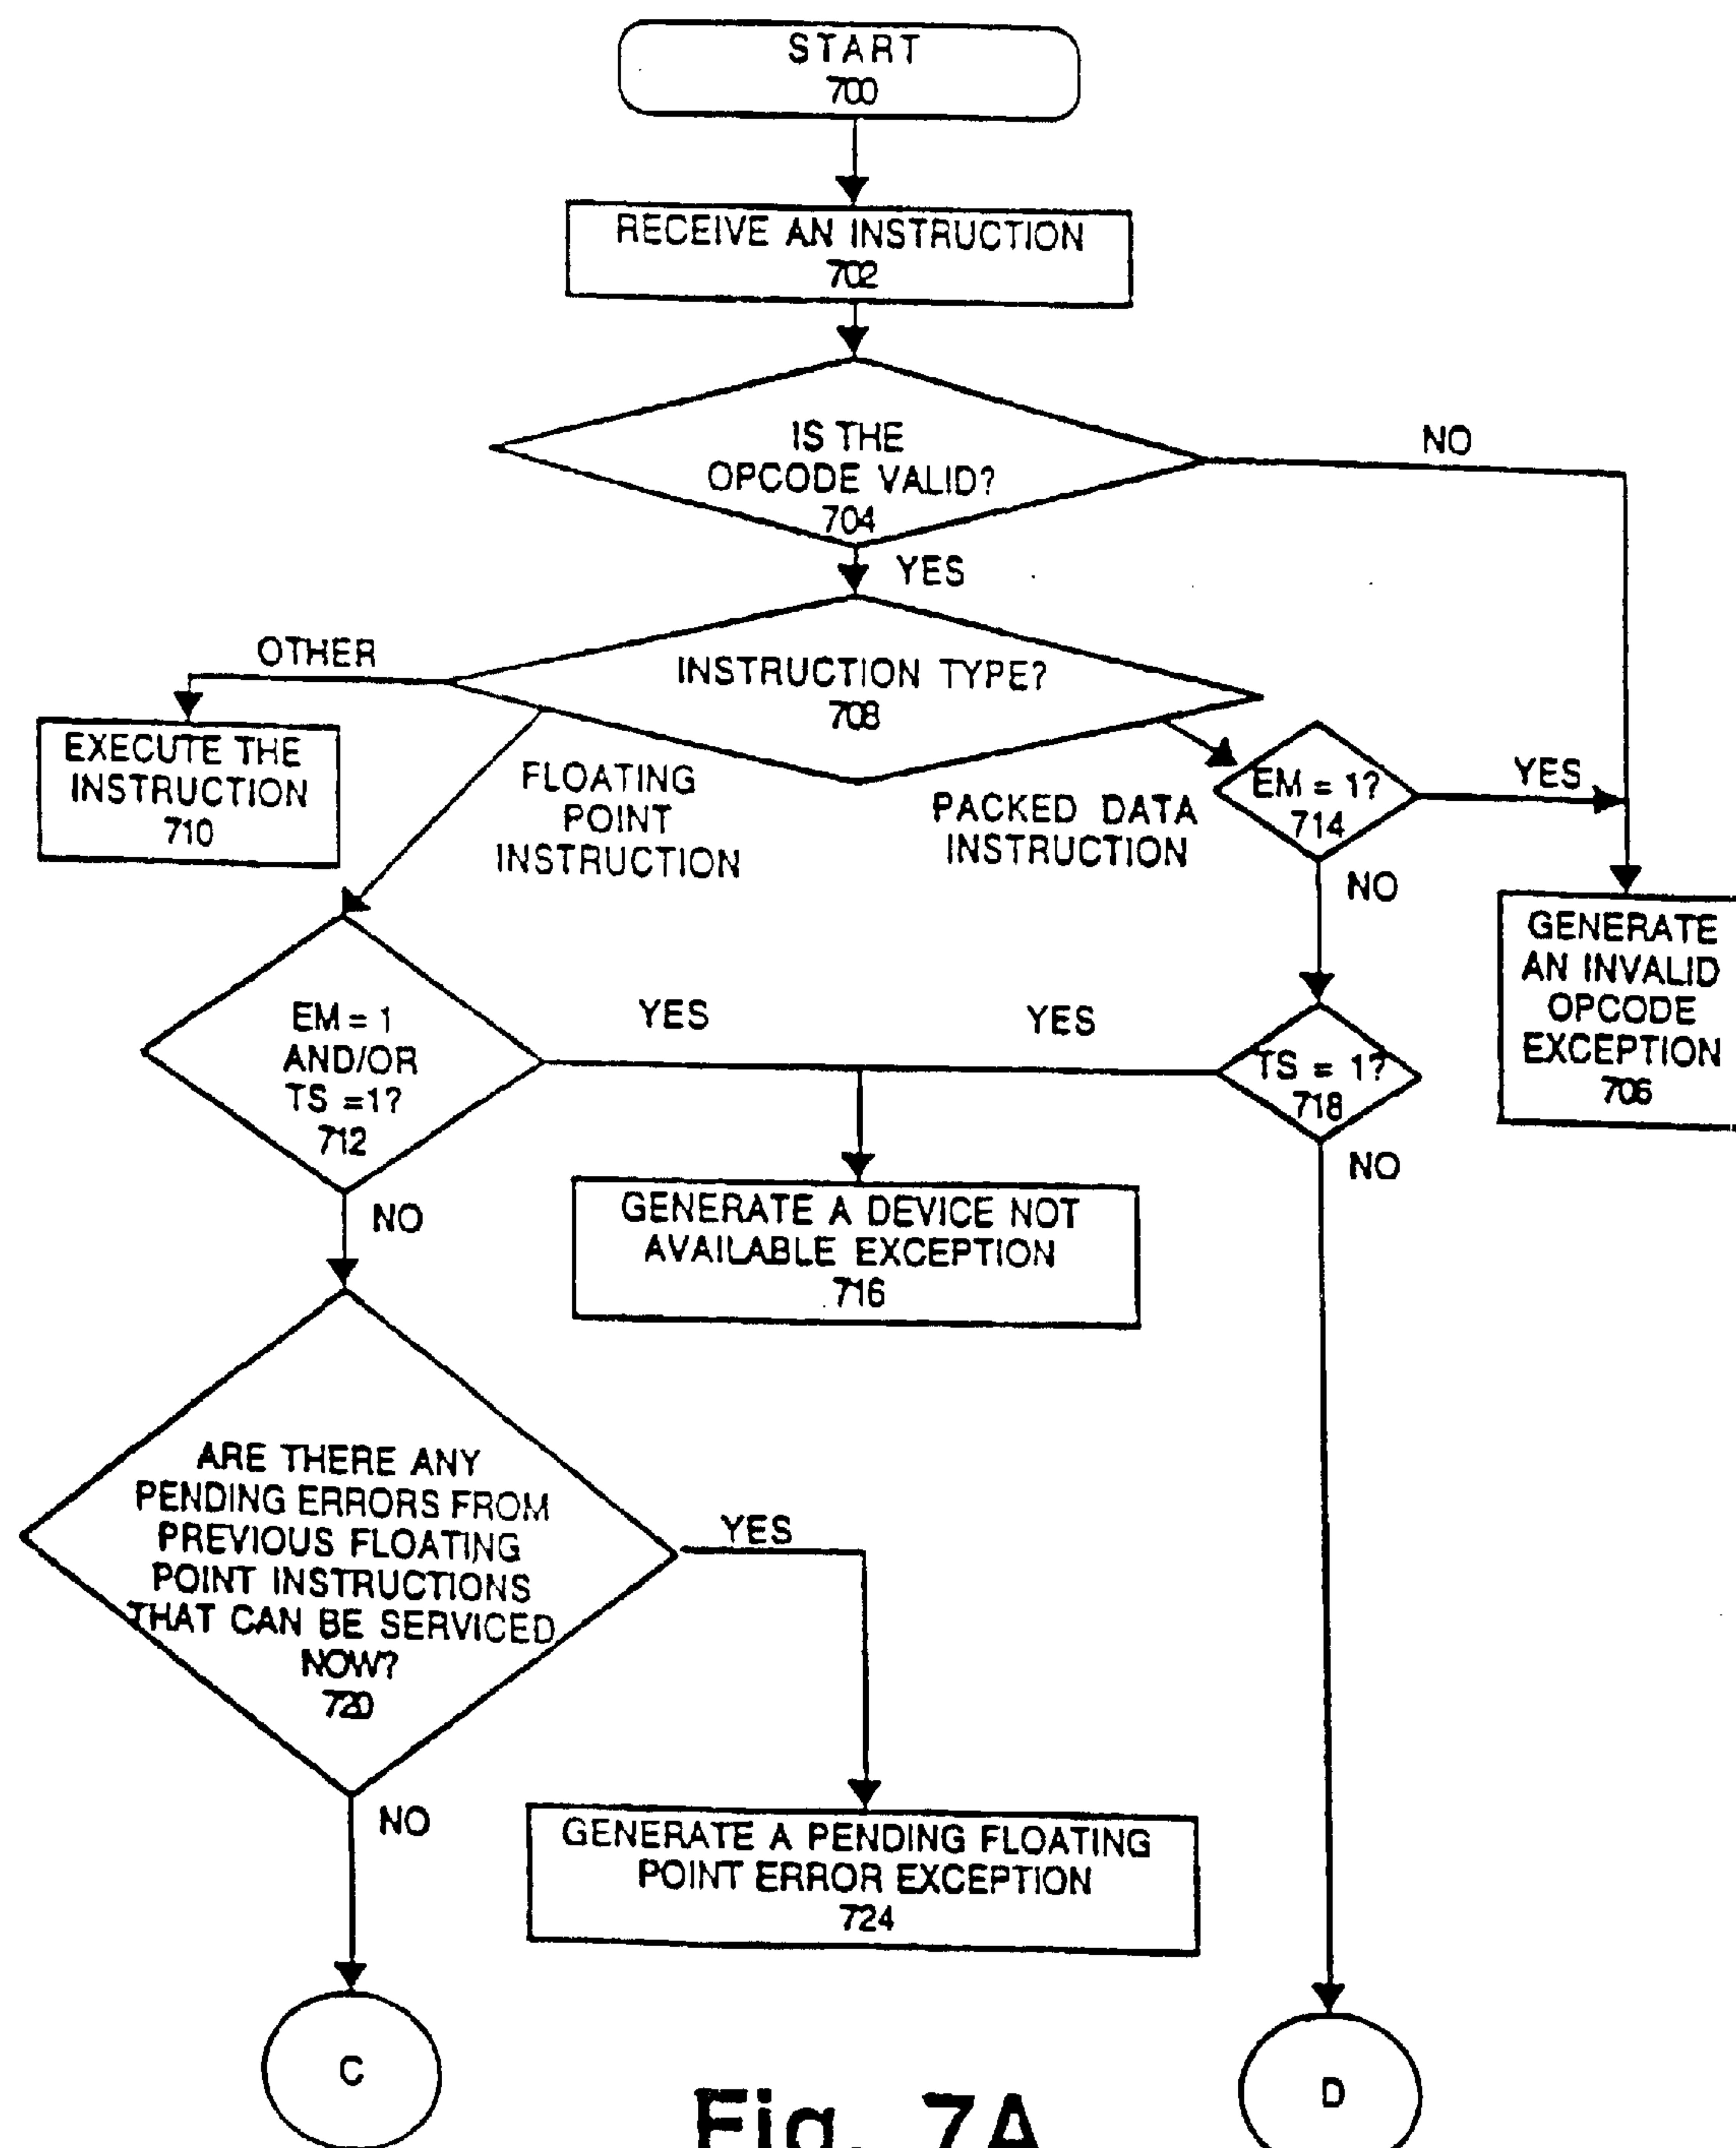 START
700
RECEIVE AN INSTRUCTION
702
IS THE
OPCODE VALID?
704
NO
YES
OTHER
INSTRUCTION TYPE?
708
EXECUTE THE
INSTRUCTION
710
FLOATING
POINT
INSTRUCTION
PACKED DATA
INSTRUCTION
EM = 1?
714
YES
NO
GENERATE
AN INVALID
OPCODE
EXCEPTION
706
EM = 1
AND/OR
TS =1?
712
YES
YES
TS = 1?
718
NO
NO
GENERATE A DEVICE NOT
AVAILABLE EXCEPTION
716
ARE THERE ANY
PENDING ERRORS FROM
PREVIOUS FLOATING
POINT INSTRUCTIONS
THAT CAN BE SERVICED
NOW?
720
YES
NO
GENERATE A PENDING FLOATING
POINT ERROR EXCEPTION
724
C
D
Fig. 7A